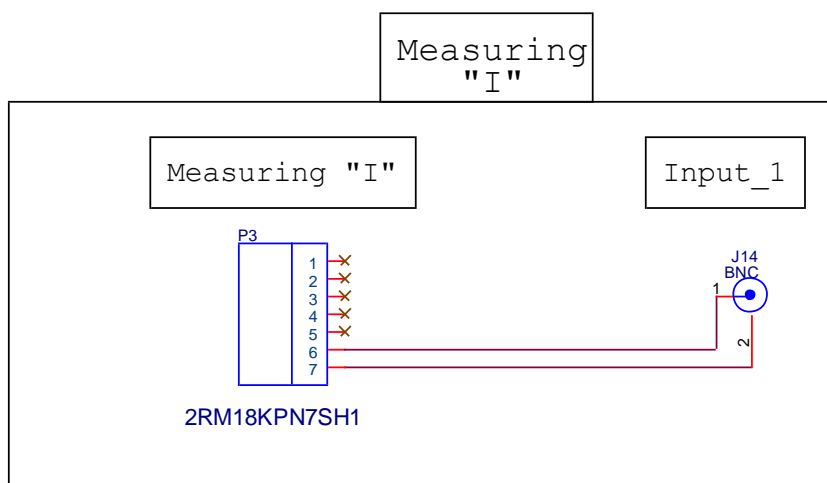 Measuring
"I"
Measuring "I"
Input_1
P3
1
2
3
4
5
6
7
2RM18KPN7SH1
J14
BNC
1
2